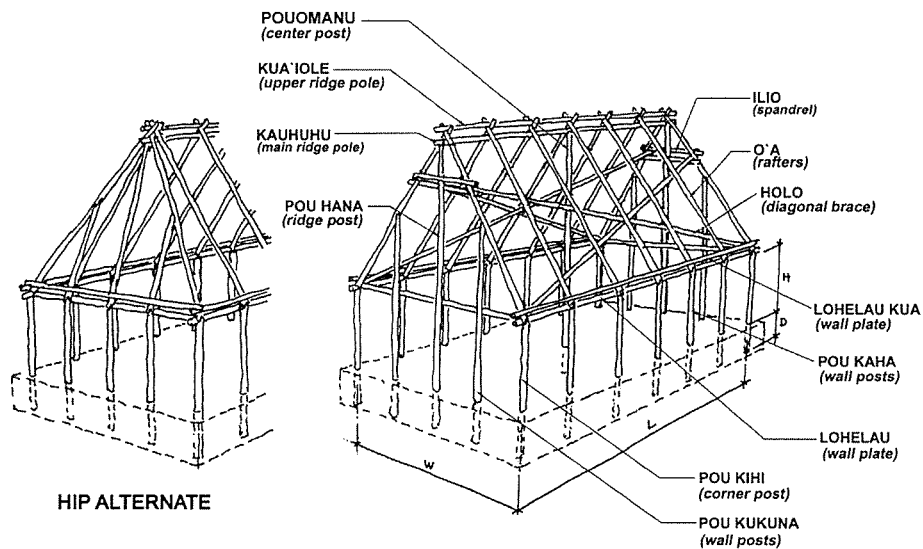 POUOMANU
(center post)
KUA`IOLE
(upper ridge pole)
KAUHUHU
(main ridge pole)
POU HANA
(ridge post)
ILIO
(spandrel)
O`A
(rafters)
HOLO
(diagonal brace)
H
LOHELAU KUA
(wall plate)
D
POU KAHA
(wall posts)
L
LOHELAU
(wall plate)
W
POU KIHI
(corner post)
POU KUKUNA
(wall posts)
HIP ALTERNATE